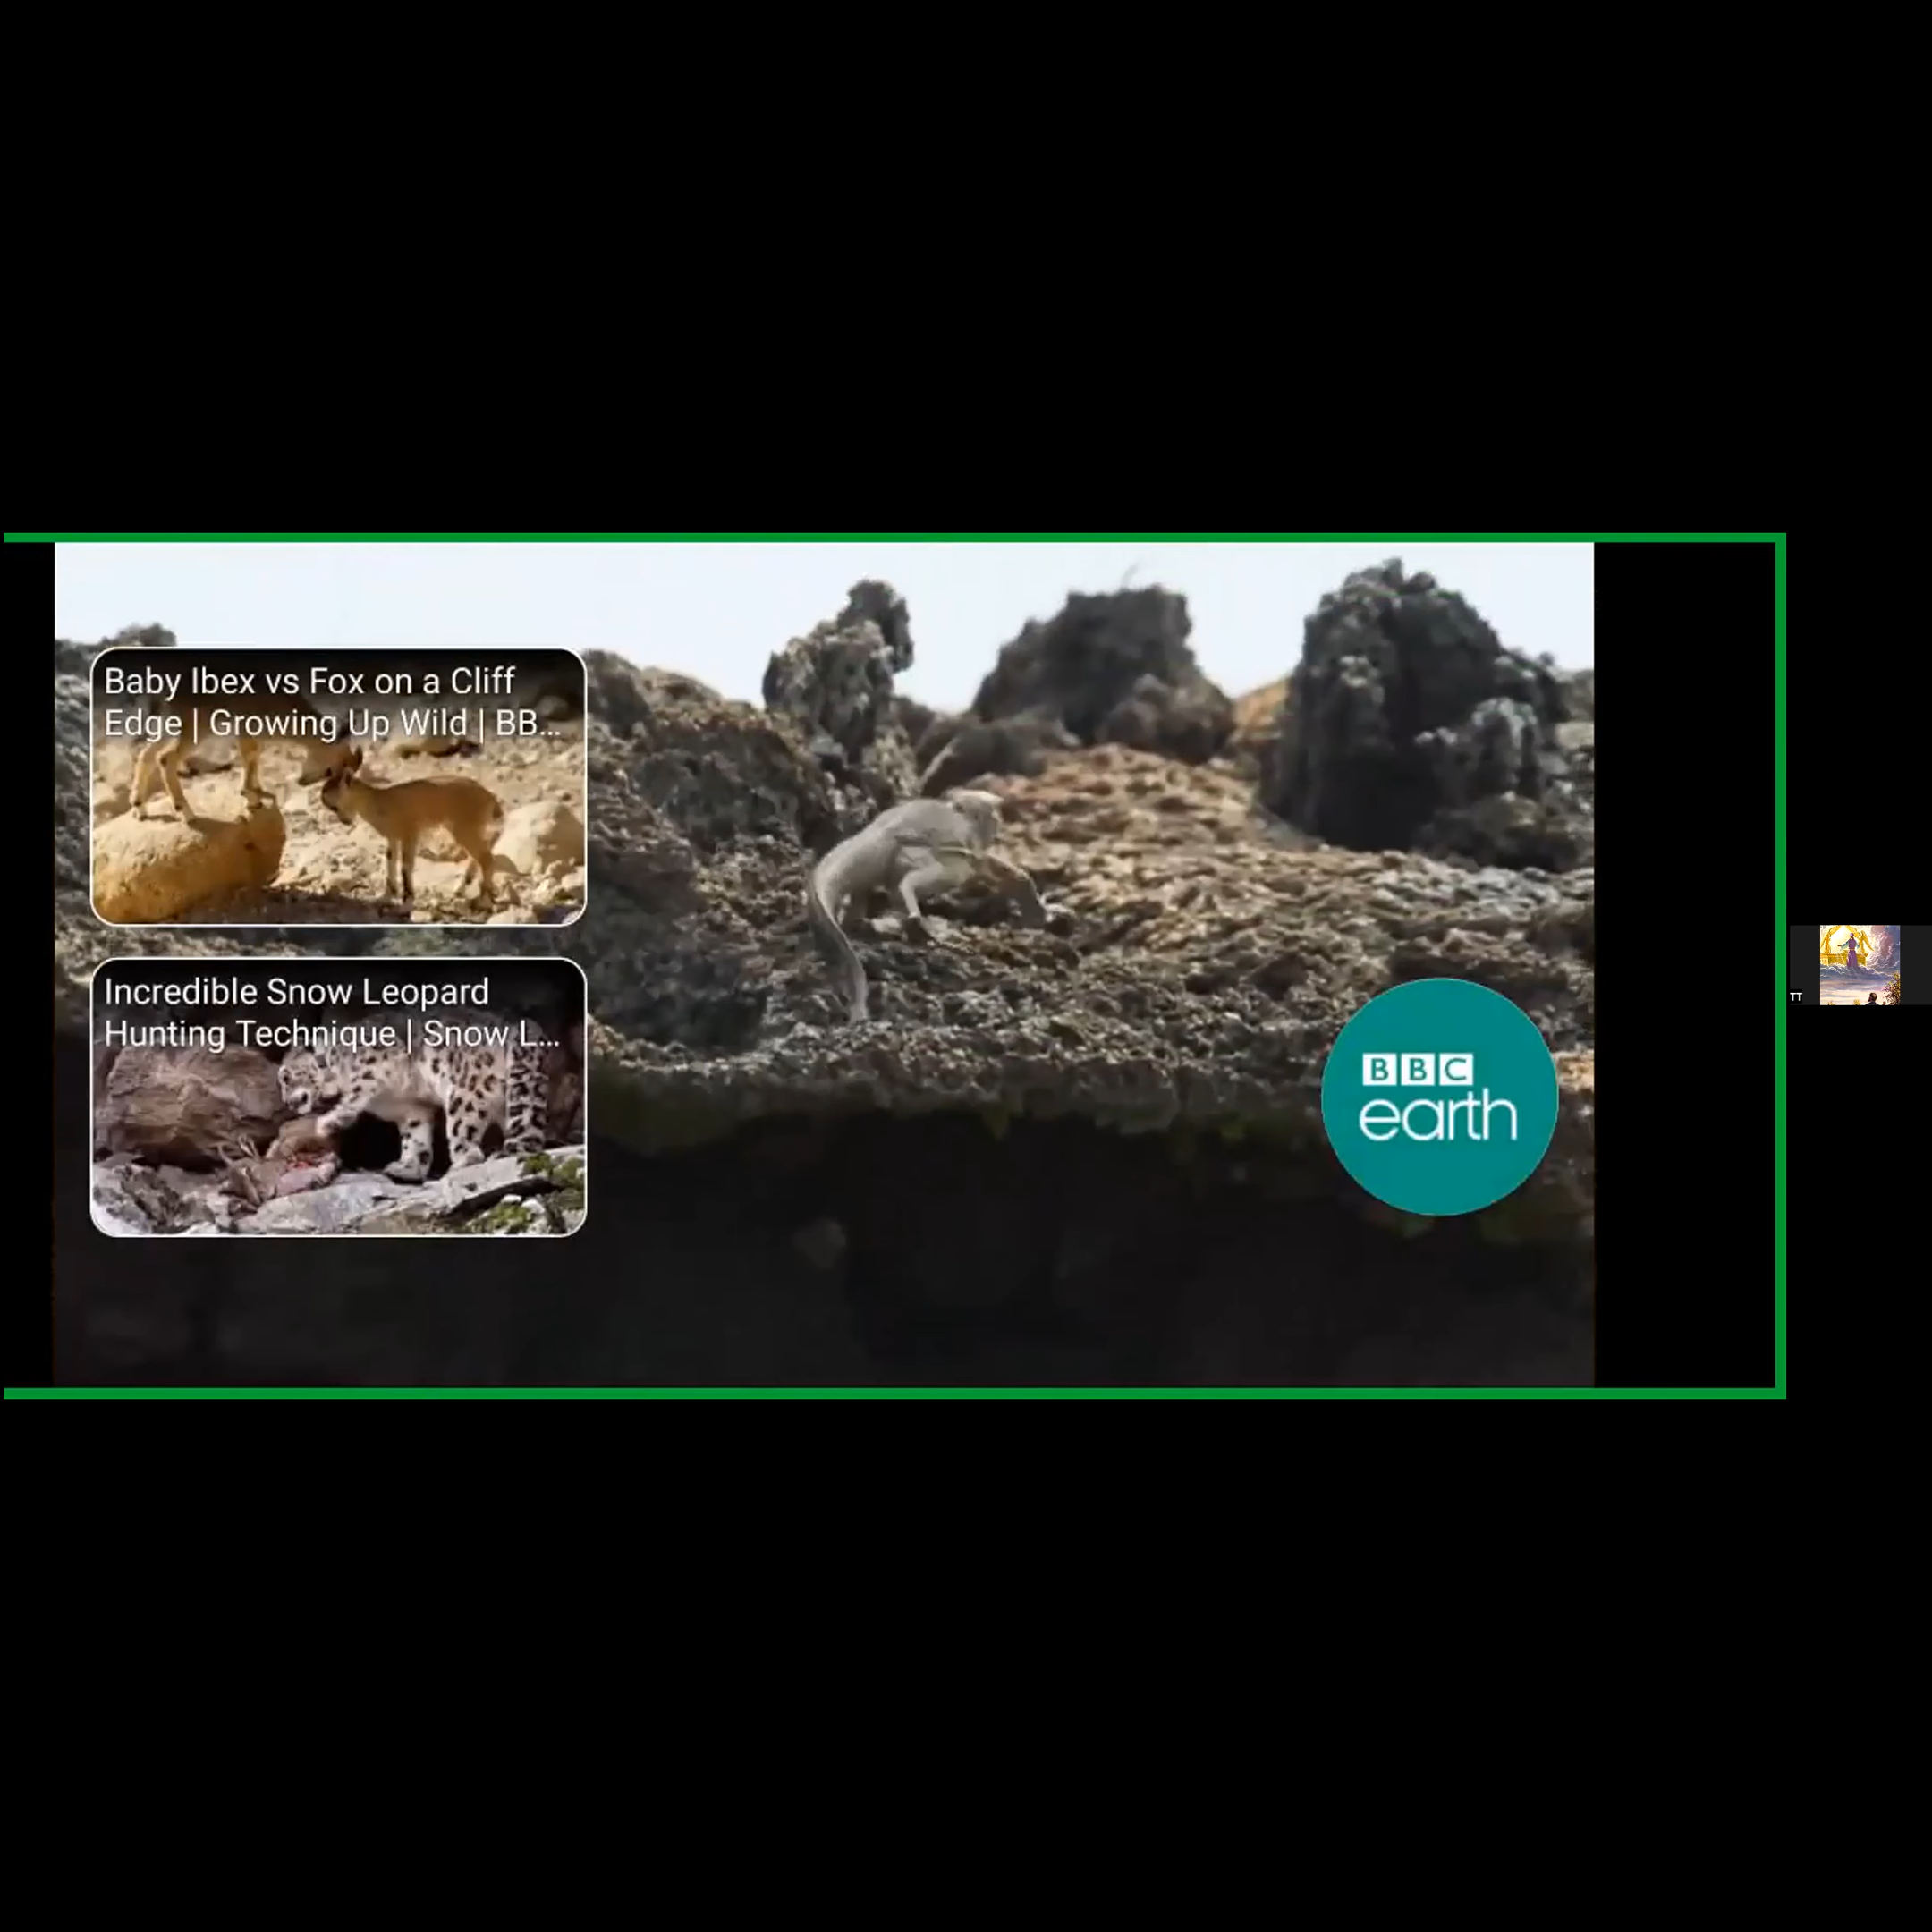 Baby Ibex vs Fox on a Cliff
Edge | Growing Up Wild | BB...
Incredible Snow Leopard
Hunting Technique | Snow L...
BBC
earth
TT